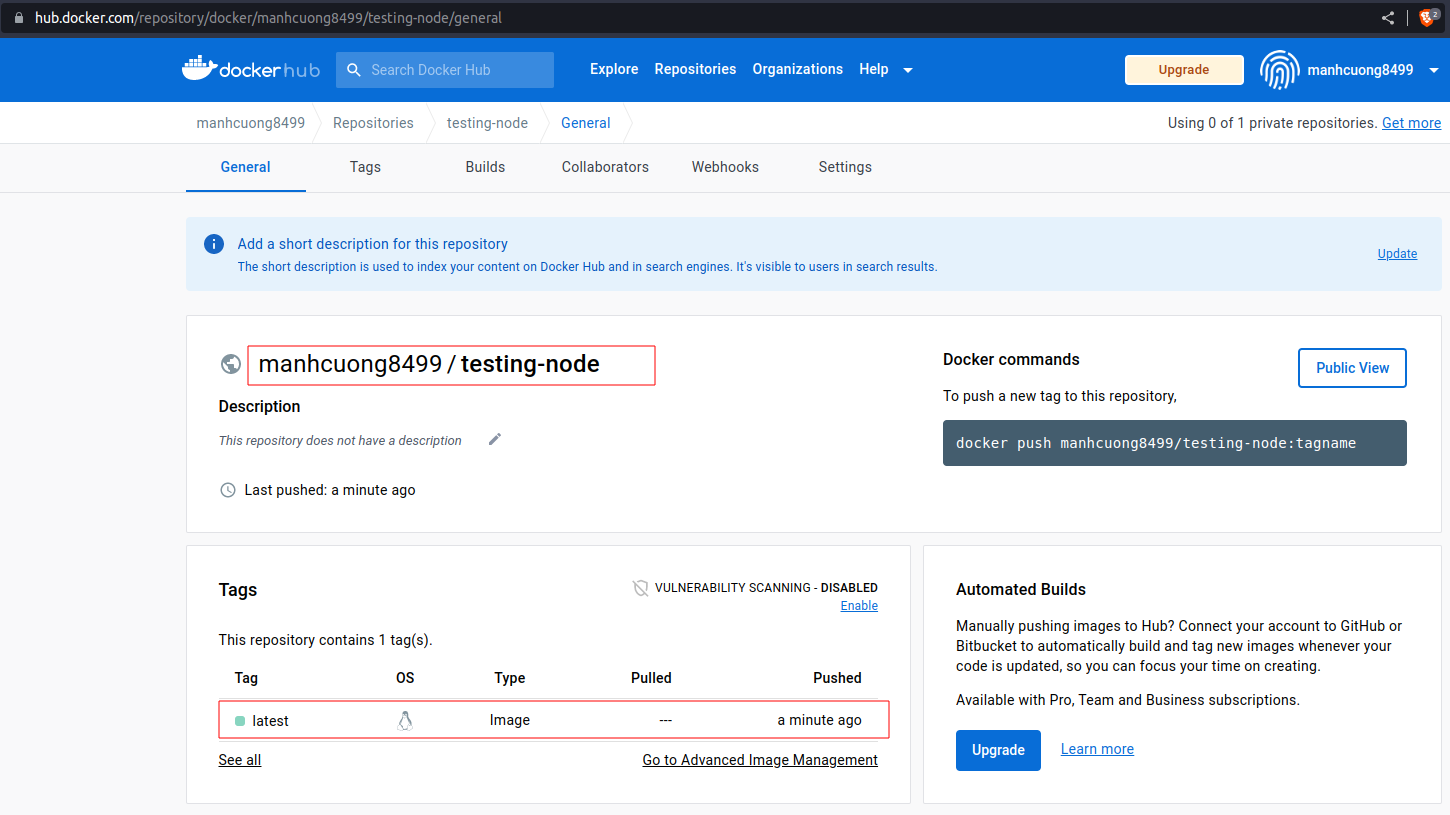 hub.docker.com/repository/docker/manhcuong8499/testing-node/general
2
dockerhub
Search Docker Hub
Explore
Repositories
Organizations
Help
Upgrade
manhcuong8499
manhcuong8499
Repositories
testing-node
General
Using 0 of 1 private repositories. Get more
General
Tags
Builds
Collaborators
Webhooks
Settings
Add a short description for this repository
The short description is used to index your content on Docker Hub and in search engines. It's visible to users in search results.
Update
manhcuong8499 / testing-node
Description
This repository does not have a description
Last pushed: a minute ago
Docker commands
Public View
To push a new tag to this repository,
docker push manhcuong8499/testing-node:tagname
Tags
VULNERABILITY SCANNING - DISABLED
Enable
This repository contains 1 tag(s).
Tag OS Type Pulled Pushed
latest Image --- a minute ago
See all
Go to Advanced Image Management
Automated Builds
Manually pushing images to Hub? Connect your account to GitHub or
Bitbucket to automatically build and tag new images whenever your
code is updated, so you can focus your time on creating.
Available with Pro, Team and Business subscriptions.
Upgrade
Learn more